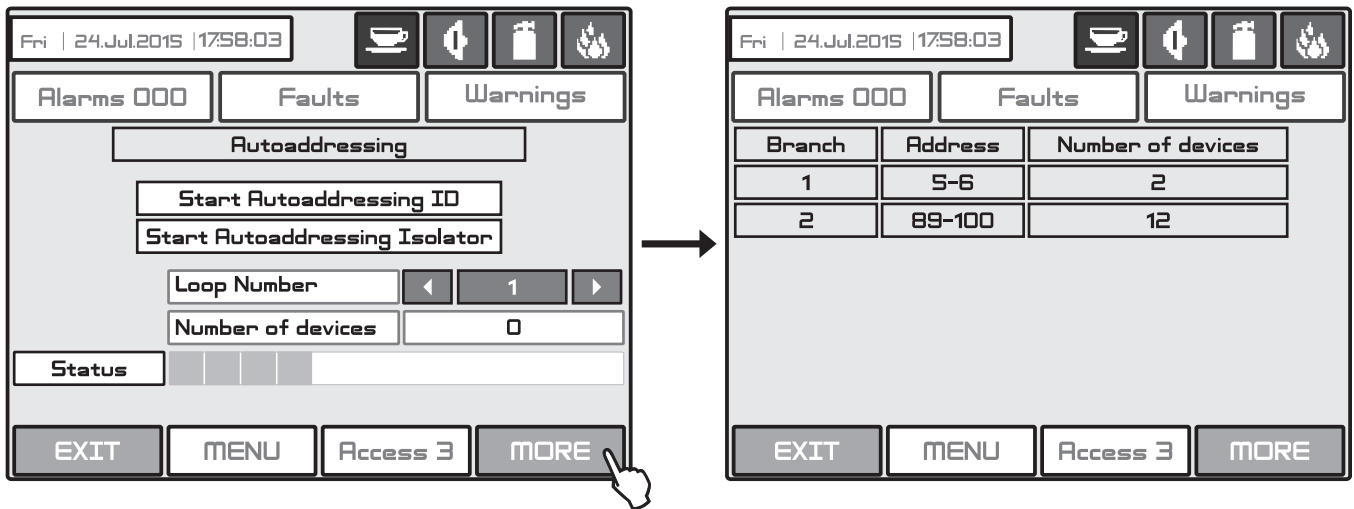 Fri | 24.Jul.2015 | 17:58:03
Alarms 000 Faults Warnings
Autoaddressing
Start Autoaddressing ID
Start Autoaddressing Isolator
Loop Number 1
Number of devices 0
Status
EXIT MENU Access 3 MORE
Fri | 24.Jul.2015 | 17:58:03
Alarms 000 Faults Warnings
Branch Address Number of devices
1 5-6 2
2 89-100 12
EXIT MENU Access 3 MORE